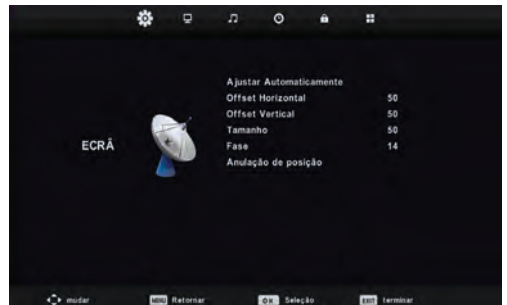 Ajustar Automaticamente
Offset Horizontal 50
Offset Vertical 50
Tamanho 50
ECRÃ
Fase 14
Anulação de posição
mudar MENU Retornar OK Seleção EXIT terminar